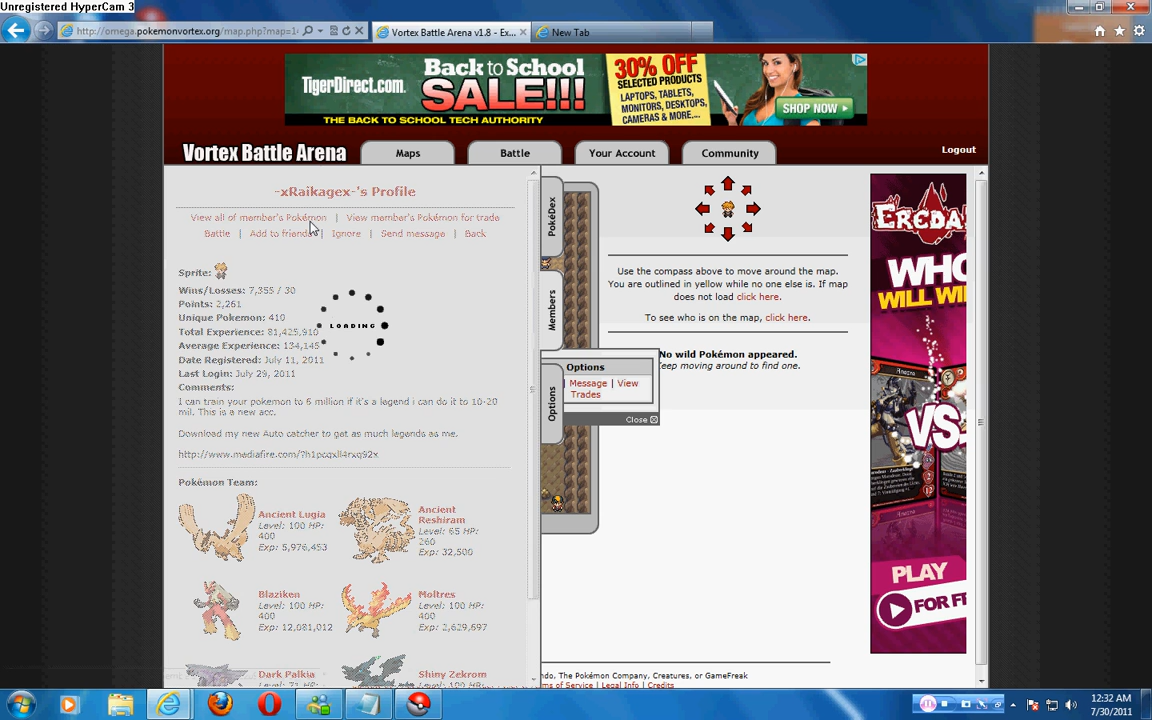 Unregistered HyperCam 3
http://omega.pokemonvortex.org/map.php?map=1
Vortex Battle Arena v1.8 - Ex...
New Tab
TigerDirect.com
Back to School
SALE!!!
THE BACK TO SCHOOL TECH AUTHORITY
30% OFF
SELECTED PRODUCTS
LAPTOPS, TABLETS,
MONITORS, DESKTOPS,
CAMERAS & MORE....
SHOP NOW
Vortex Battle Arena
Maps
Battle
Your Account
Community
Logout
-xRaikagex-'s Profile
View all of member's Pokémon | View member's Pokémon for trade
Battle | Add to friends | Ignore | Send message | Back
Sprite:
Wins/Losses: 7,355 / 30
Points: 2,261
Unique Pokemon: 410
Total Experience: 81,425,910
Average Experience: 134,145
Date Registered: July 11, 2011
Last Login: July 29, 2011
Comments:
LOADING
I can train your pokemon to 6 million if it's a legend i can do it to 10-20
mil. This is a new acc.
Download my new Auto catcher to get as much legends as me.
Pokémon Team:
Ancient Lugia
Level: 100 HP:
400
Exp: 5,976,453
Ancient
Reshiram
Level: 65 HP:
260
Exp: 32,500
Blaziken
Level: 100 HP:
400
Exp: 12,081,012
Moltres
Level: 100 HP:
400
Exp: 2,629,697
Dark Palkia
Level: 71 HP:
Shiny Zekrom
Level: 100 HP:
PokéDex
Members
Options
Options
Message | View
Trades
Close
Use the compass above to move around the map.
You are outlined in yellow while no one else is. If map
does not load click here.
To see who is on the map, click here.
No wild Pokémon appeared.
Keep moving around to find one.
ndo. The Pokémon Company, Creatures, or GameFreak
ms of Service | Legal Info | Credits
EREDA
WHO
WILL WI
VS
PLAY
FOR F
12:32 AM
7/30/2011